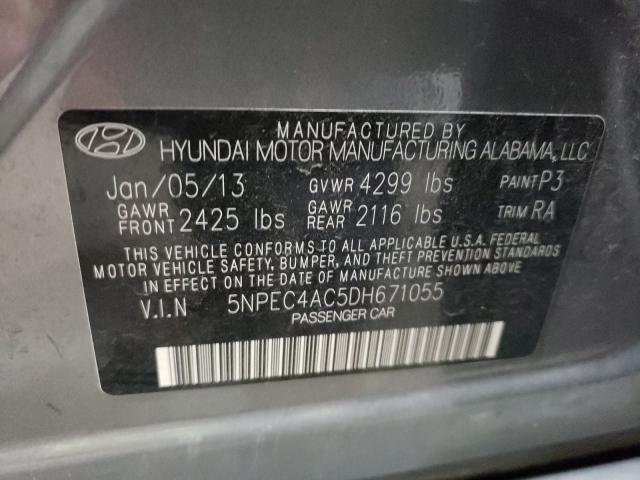 MANUFACTURED BY
HYUNDAI MOTOR MANUFACTURING ALABAMA, LLC
Jan/05/13 GVWR 4299 lbs PAINT P3
GAWR FRONT 2425 lbs GAWR REAR 2116 lbs TRIM RA
THIS VEHICLE CONFORMS TO ALL APPLICABLE U.S.A. FEDERAL
MOTOR VEHICLE SAFETY, BUMPER, AND THEFT PREVENTION STANDARDS
IN EFFECT ON THE DATE OF MANUFACTURE SHOWN ABOVE.
V.I.N 5NPEC4AC5DH671055
PASSENGER CAR